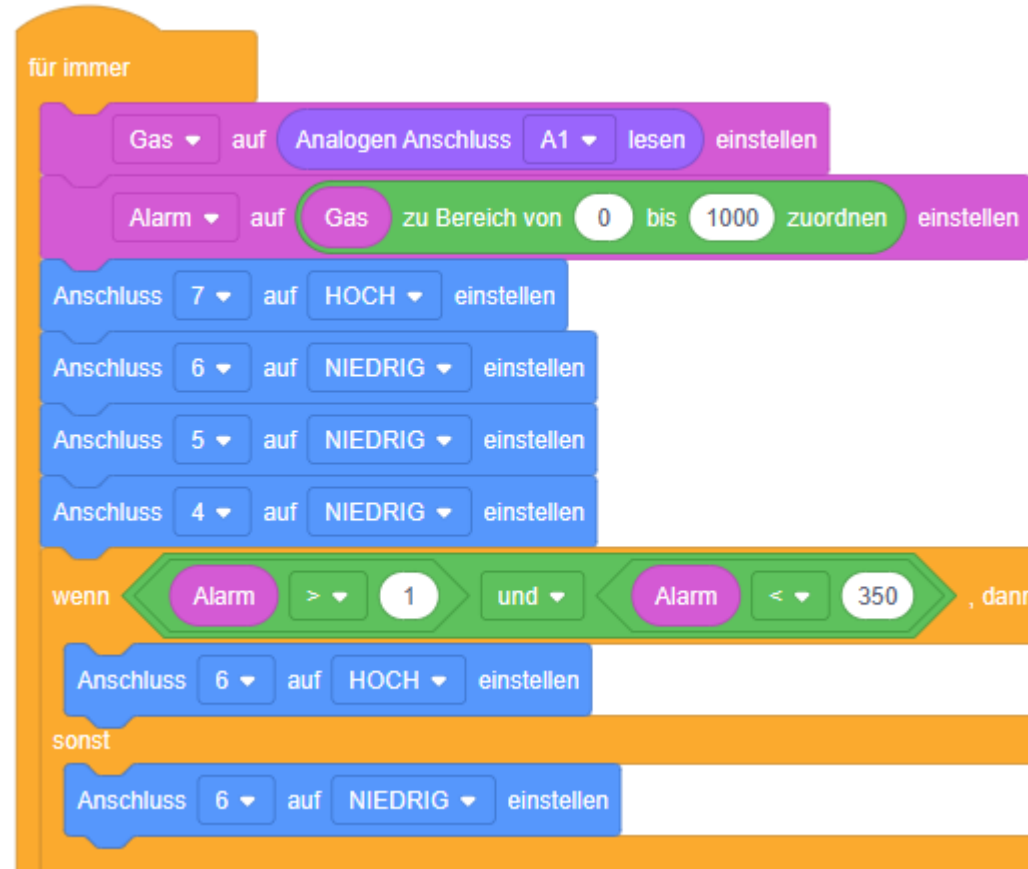 für immer
Gas auf Analogen Anschluss A1 lesen einstellen
Alarm auf Gas zu Bereich von 0 bis 1000 zuordnen einstellen
Anschluss 7 auf HOCH einstellen
Anschluss 6 auf NIEDRIG einstellen
Anschluss 5 auf NIEDRIG einstellen
Anschluss 4 auf NIEDRIG einstellen
wenn Alarm > 1 und Alarm < 350 , dann
Anschluss 6 auf HOCH einstellen
sonst
Anschluss 6 auf NIEDRIG einstellen